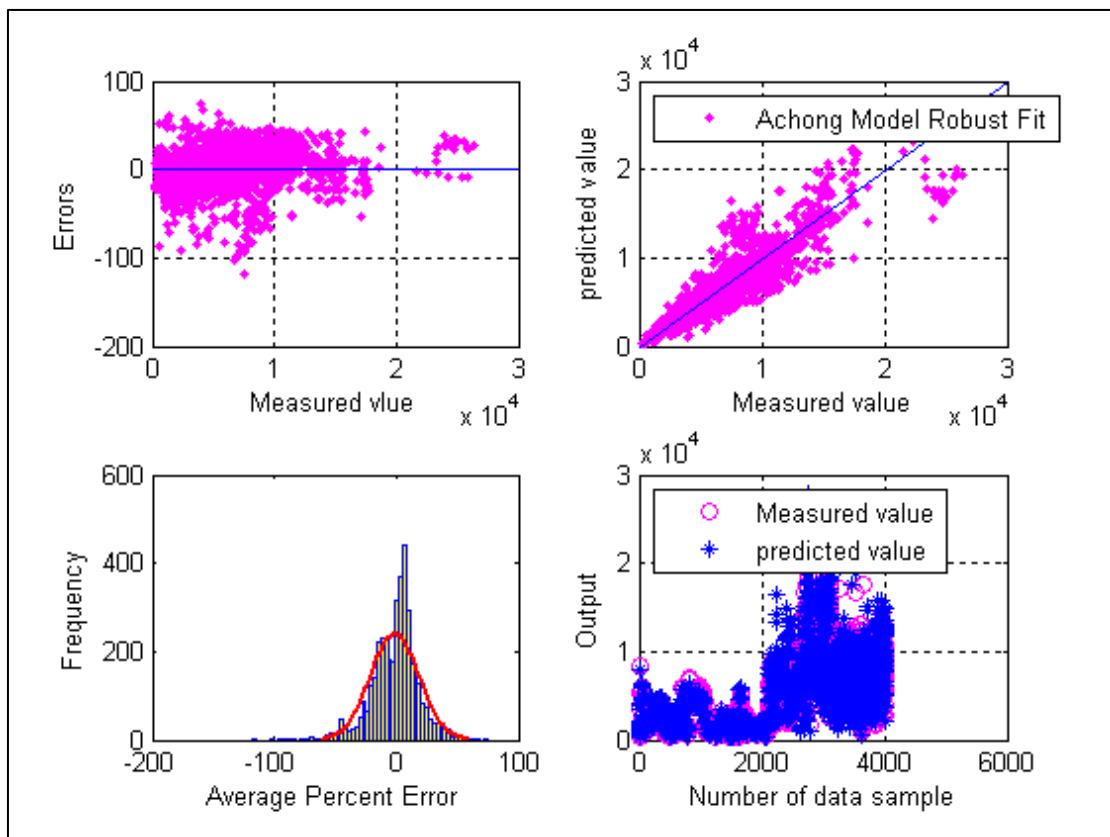 100
0
-100
-200
Errors
0
1
2
3
Measured vlue
x 10^4
x 10^4
3
2
1
0
predicted value
Achong Model Robust Fit
0
1
2
3
Measured value
x 10^4
600
400
200
0
Frequency
-200
-100
0
100
Average Percent Error
x 10^4
3
2
1
0
Output
Measured value
predicted value
0
2000
4000
6000
Number of data sample